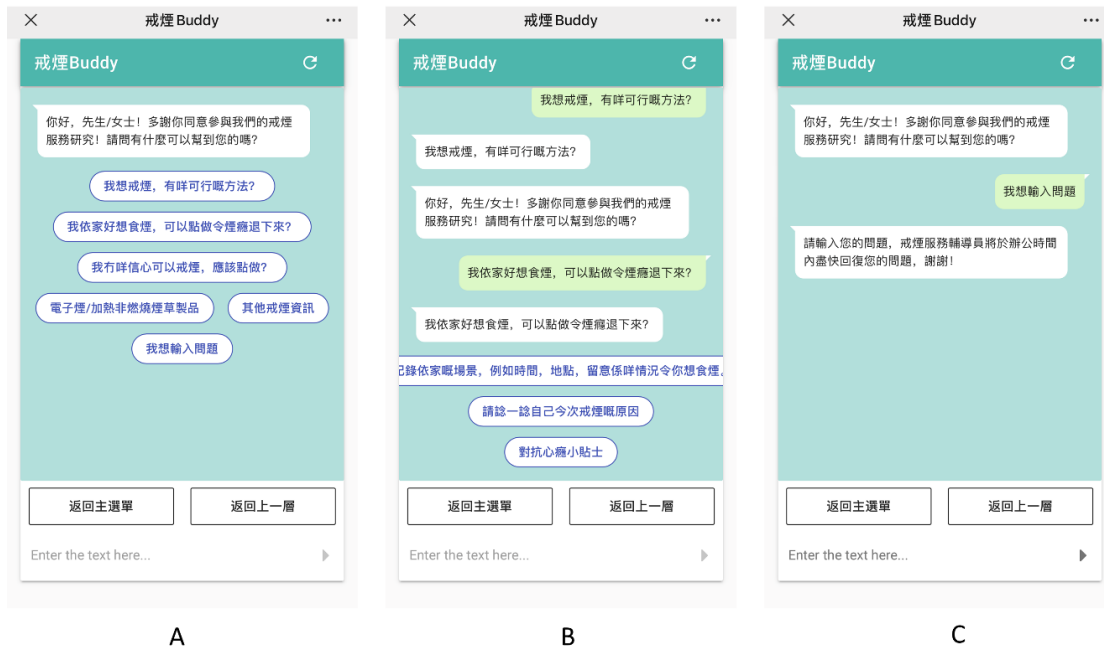 戒煙Buddy
戒煙Buddy
你好，先生/女士！多謝你同意參與我們的戒煙
服務研究！請問有什麼可以幫到您的嗎?
我想戒煙，有咩可行嘅方法?
我依家好想食煙，可以點做令煙癮退下來?
我冇咩信心可以戒煙，應該點做?
電子煙/加熱非燃燒煙草製品
其他戒煙資訊
我想輸入問題
返回主選單
返回上一層
Enter the text here...
A
戒煙Buddy
戒煙Buddy
我想戒煙，有咩可行嘅方法?
我想戒煙，有咩可行嘅方法?
你好，先生/女士！多謝你同意參與我們的戒煙
服務研究！請問有什麼可以幫到您的嗎?
我依家好想食煙，可以點做令煙癮退下來?
我依家好想食煙，可以點做令煙癮退下來?
錄依家嘅場景，例如時間，地點，留意係咩情況令你想食煙
請諗一諗自己今次戒煙嘅原因
對抗心癮小貼士
返回主選單
返回上一層
Enter the text here...
B
戒煙Buddy
戒煙Buddy
你好，先生/女士！多謝你同意參與我們的戒煙
服務研究！請問有什麼可以幫到您的嗎?
我想輸入問題
請輸入您的問題，戒煙服務輔導員將於辦公時間
內盡快回復您的問題，謝謝！
返回主選單
返回上一層
Enter the text here...
C